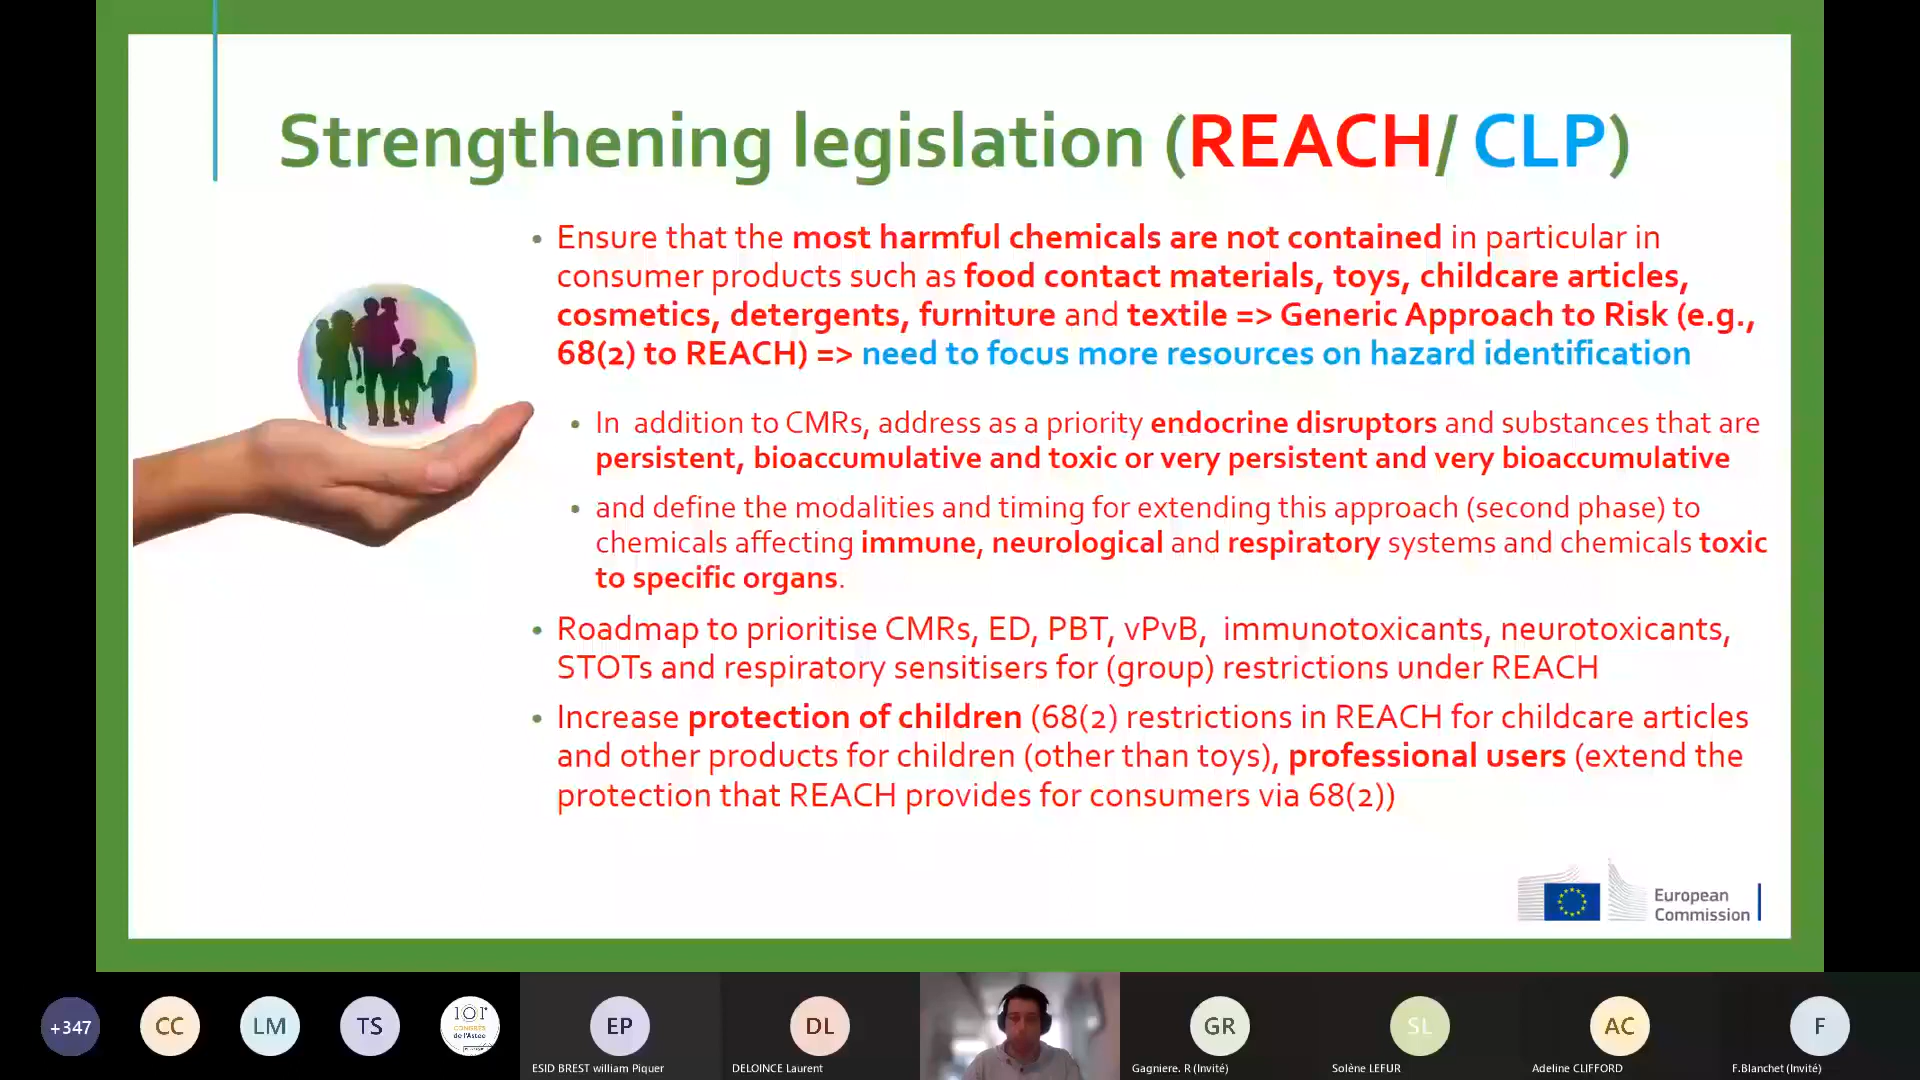 Strengthening legislation (REACH/ CLP)
• Ensure that the most harmful chemicals are not contained in particular in
consumer products such as food contact materials, toys, childcare articles,
cosmetics, detergents, furniture and textile => Generic Approach to Risk (e.g.,
68(2) to REACH) => need to focus more resources on hazard identification
• In addition to CMRs, address as a priority endocrine disruptors and substances that are
persistent, bioaccumulative and toxic or very persistent and very bioaccumulative
• and define the modalities and timing for extending this approach (second phase) to
chemicals affecting immune, neurological and respiratory systems and chemicals toxic
to specific organs.
• Roadmap to prioritise CMRs, ED, PBT, vPvB, immunotoxicants, neurotoxicants,
STOTs and respiratory sensitisers for (group) restrictions under REACH
• Increase protection of children (68(2) restrictions in REACH for childcare articles
and other products for children (other than toys), professional users (extend the
protection that REACH provides for consumers via 68(2))
European
Commission
+347
CC
LM
TS
101e
CONGRÈS
de l'Astee
EP
DL
GR
SL
AC
F
ESID BREST william Piquer
DELOINCE Laurent
Gagniere. R (Invité)
Solène LEFUR
Adeline CLIFFORD
F.Blanchet (Invité)